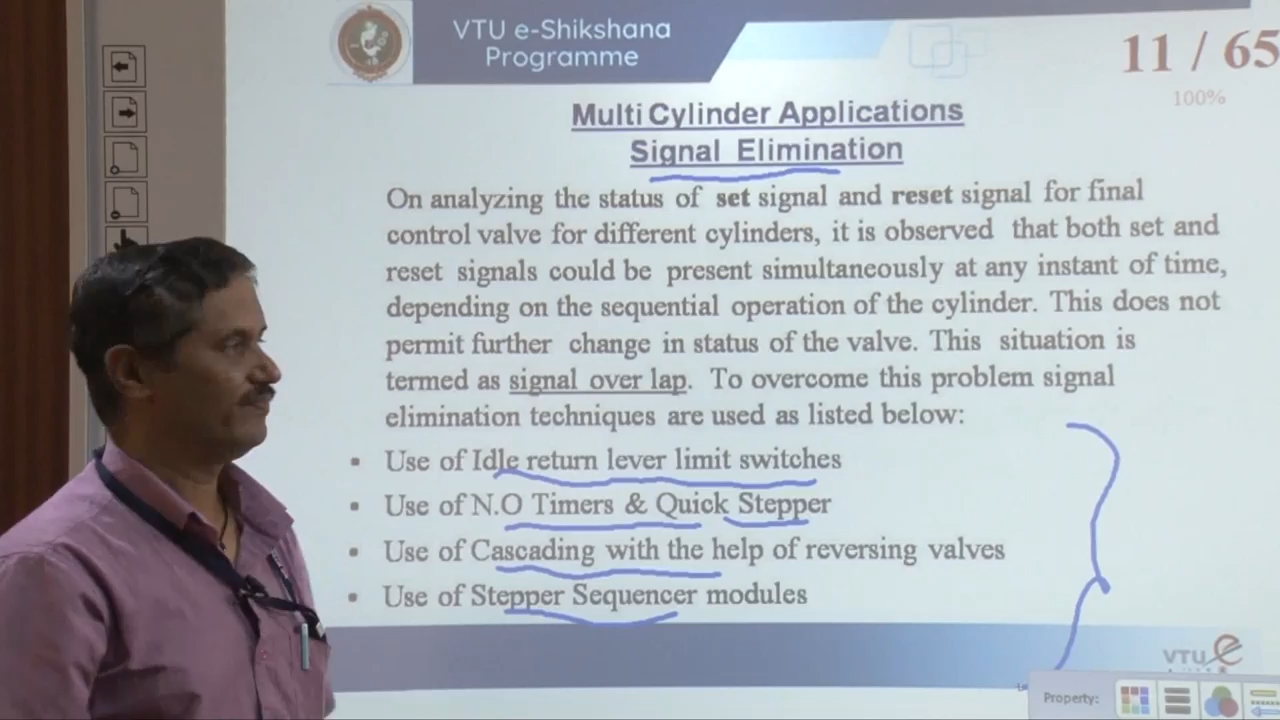 VTU e-Shikshana
Programme
11 / 65
100%
Multi Cylinder Applications
Signal Elimination
On analyzing the status of set signal and reset signal for final
control valve for different cylinders, it is observed that both set and
reset signals could be present simultaneously at any instant of time,
depending on the sequential operation of the cylinder. This does not
permit further change in status of the valve. This situation is
termed as signal over lap. To overcome this problem signal
elimination techniques are used as listed below:
▪ Use of Idle return lever limit switches
▪ Use of N.O Timers & Quick Stepper
▪ Use of Cascading with the help of reversing valves
▪ Use of Stepper Sequencer modules
VTU e
Property: